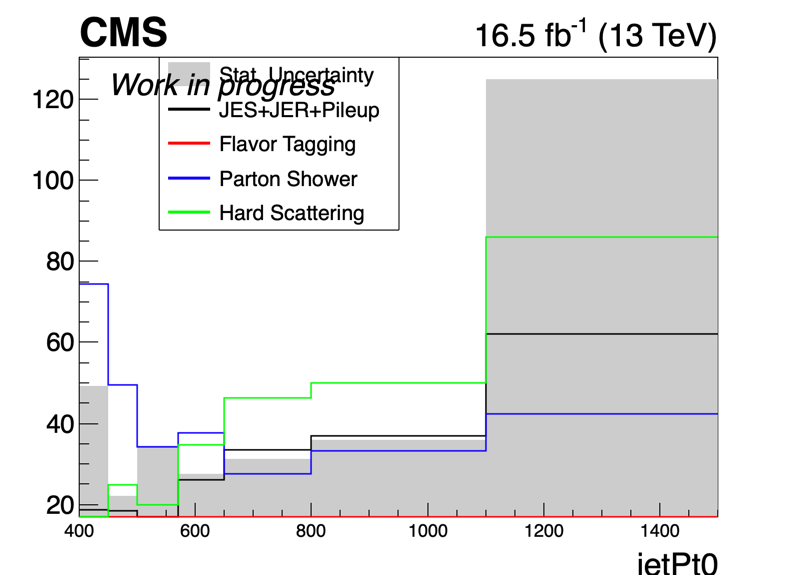 CMS 16.5 fb-1 (13 TeV)
Work in progress
Stat. Uncertainty
JES+JER+Pileup
Flavor Tagging
Parton Shower
Hard Scattering
120
100
80
60
40
20
400 600 800 1000 1200 1400
jetPt0